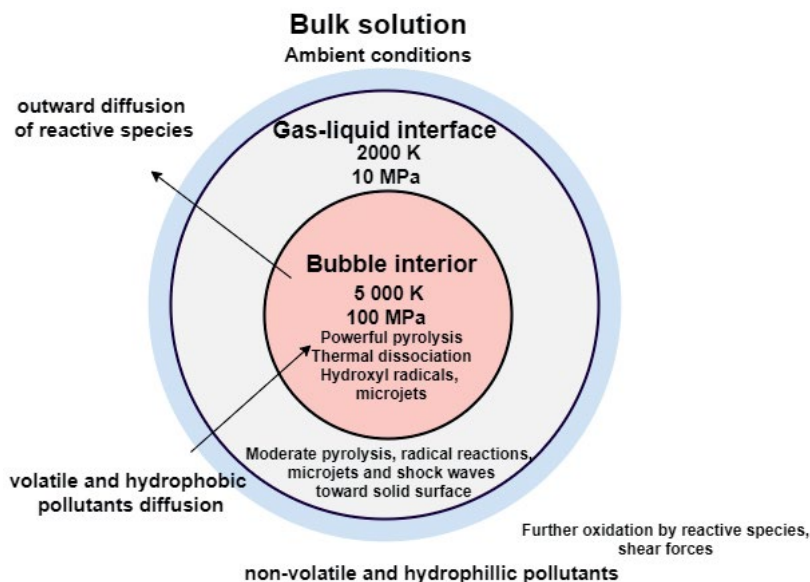 Bulk solution
Ambient conditions
outward diffusion
of reactive species
Gas-liquid interface
2000 K
10 MPa
Bubble interior
5 000 K
100 MPa
Powerful pyrolysis
Thermal dissociation
Hydroxyl radicals,
microjets
Moderate pyrolysis, radical reactions,
microjets and shock waves
toward solid surface
volatile and hydrophobic
pollutants diffusion
Further oxidation by reactive species,
shear forces
non-volatile and hydrophillic pollutants